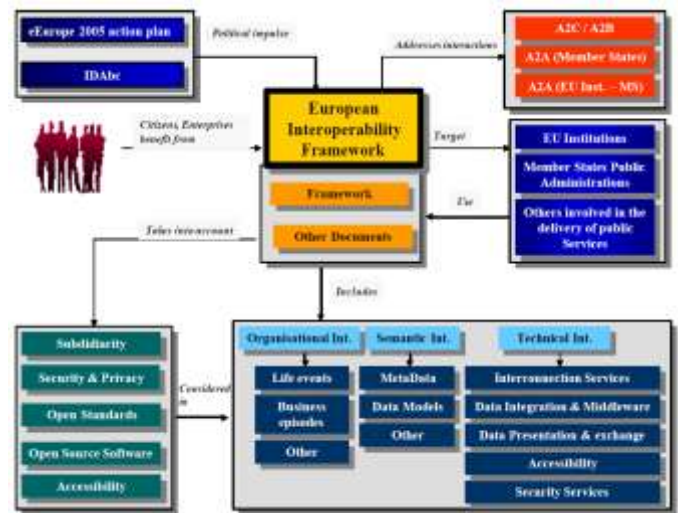 eEurope 2005 action plan
IDAbc
Political impulse
Addresses interactions
A2C / A2B
A2A (Member States)
A2A (EU Inst. – MS)
European
Interoperability
Framework
Citizens, Enterprises
benefit from
Target
EU Institutions
Member States Public
Administrations
Others involved in the
delivery of public
Services
Use
Framework
Other Documents
Takes into account
Includes
Subsidiarity
Security & Privacy
Open Standards
Open Source Software
Accessibility
Considered
in
Organisational Int.
Life events
Business
episodes
Other
Semantic Int.
MetaData
Data Models
Other
Technical Int.
Interconnection Services
Data Integration & Middleware
Data Presentation & exchange
Accessibility
Security Services